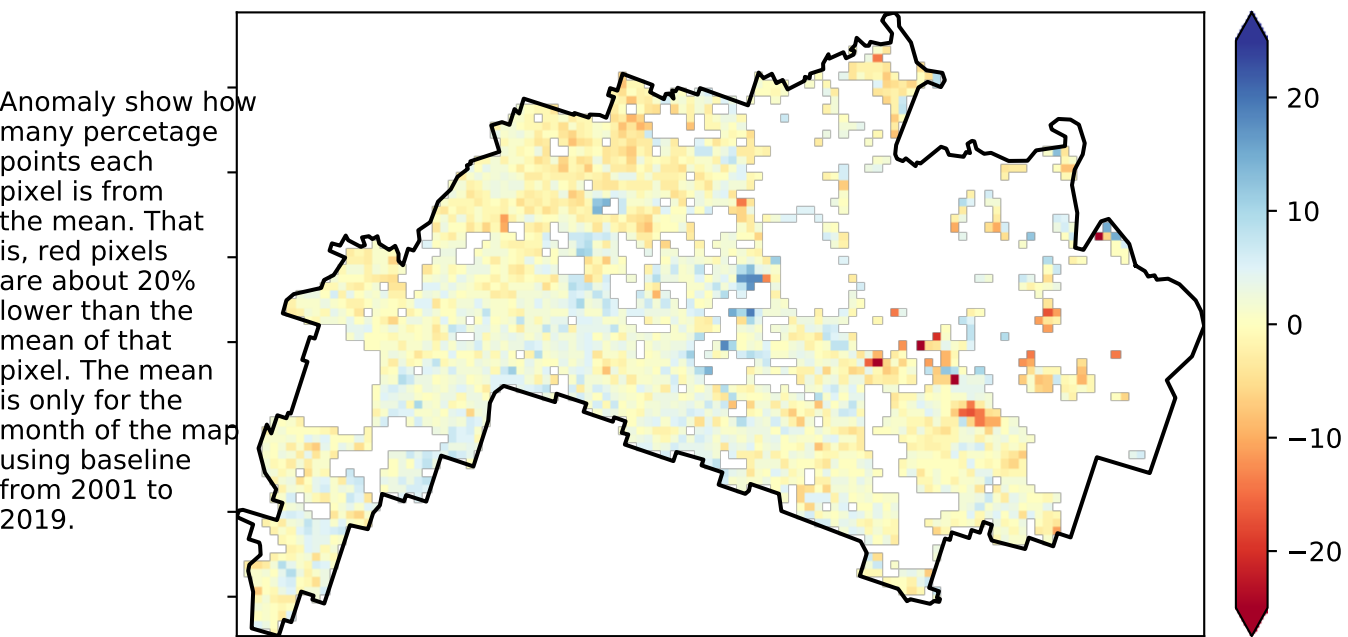 Anomaly show how
many percetage
points each
pixel is from
the mean. That
is, red pixels
are about 20%
lower than the
mean of that
pixel. The mean
is only for the
month of the map
using baseline
from 2001 to
2019.
20
10
0
−10
−20